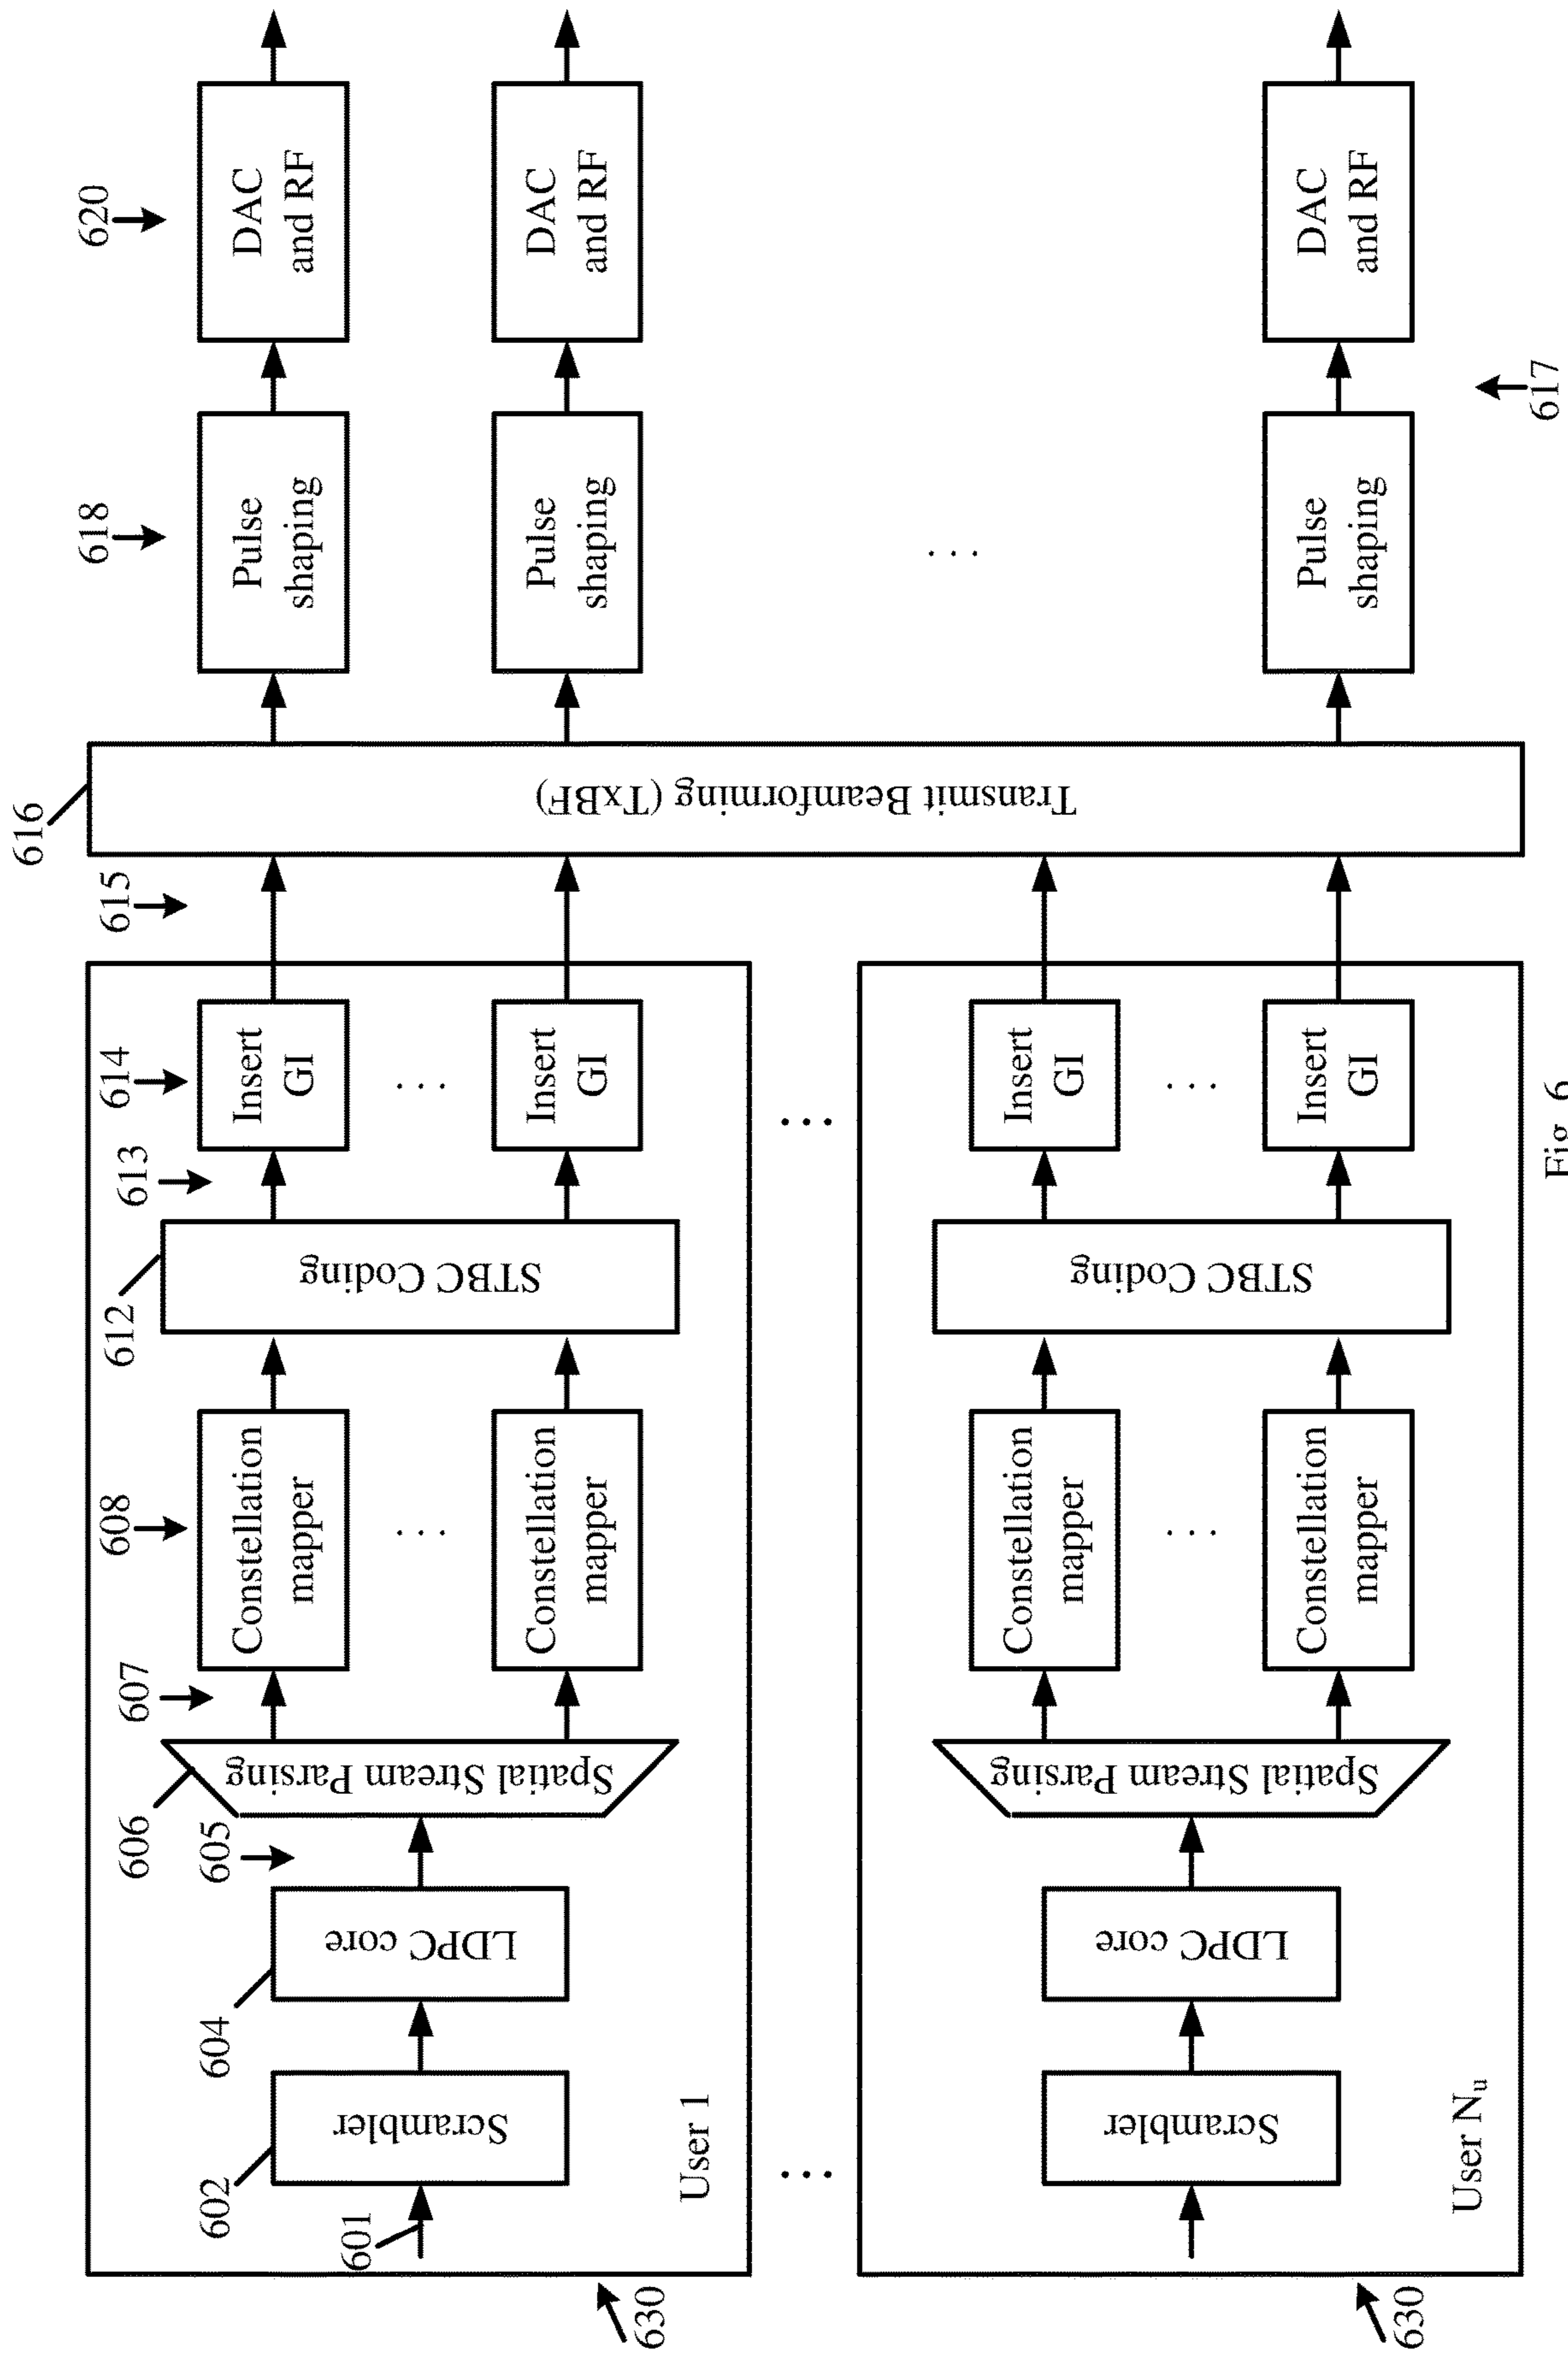 630
601
602
Scrambler
604
LDPC core
605
606
Spatial Stream Parsing
607
608
Constellation
mapper
...
Constellation
mapper
612
STBC Coding
613
614
Insert
GI
...
Insert
GI
User 1
615
616
Transmit Beamforming (TxBF)
618
Pulse
shaping
620
DAC
and RF
Pulse
shaping
DAC
and RF
...
...
...
630
Scrambler
LDPC core
Spatial Stream Parsing
Constellation
mapper
...
Constellation
mapper
STBC Coding
Insert
GI
...
Insert
GI
User Nu
Pulse
shaping
DAC
and RF
617
Fig. 6